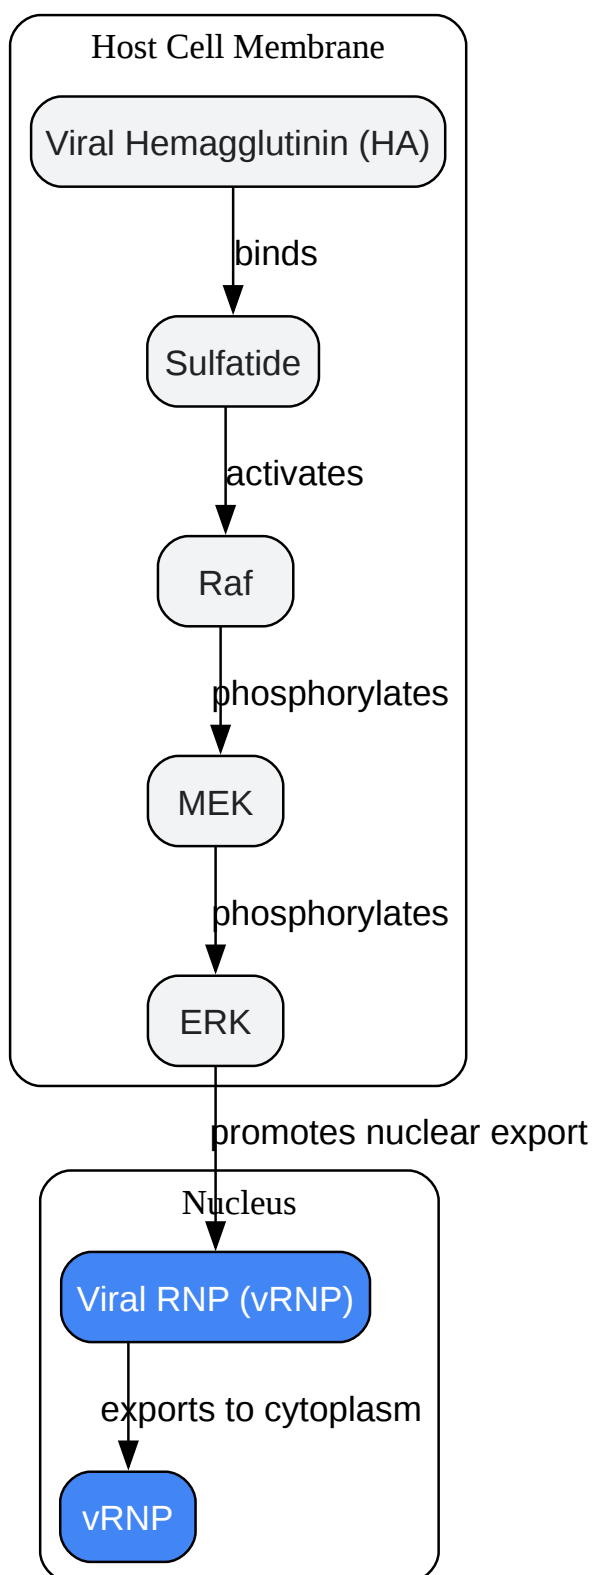 Host Cell Membrane
Viral Hemagglutinin (HA)
binds
Sulfatide
activates
Raf
phosphorylates
MEK
phosphorylates
ERK
promotes nuclear export
Nucleus
Viral RNP (vRNP)
exports to cytoplasm
vRNP